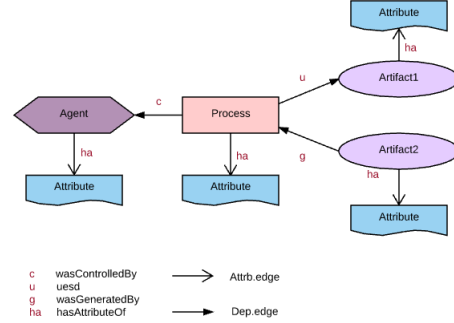 Attribute
ha
Artifact1
u
c
Agent
Process
ha
ha
g
Artifact2
ha
Attribute
Attribute
Attribute
c wasControlledBy
Attrb.edge
u uesd
g wasGeneratedBy
ha hasAttributeOf
Dep.edge